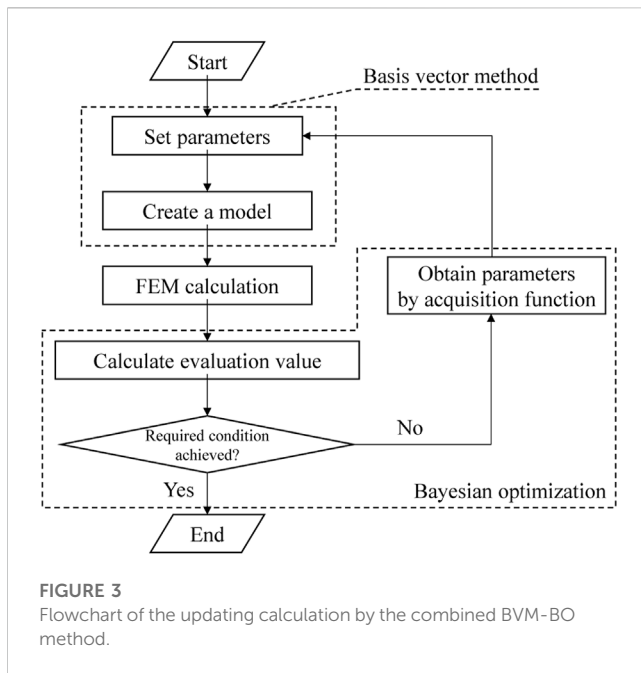 Start
Basis vector method
Set parameters
Create a model
FEM calculation
Obtain parameters
by acquisition function
Calculate evaluation value
Required condition
achieved?
No
Yes
Bayesian optimization
End
FIGURE 3
Flowchart of the updating calculation by the combined BVM-BO
method.